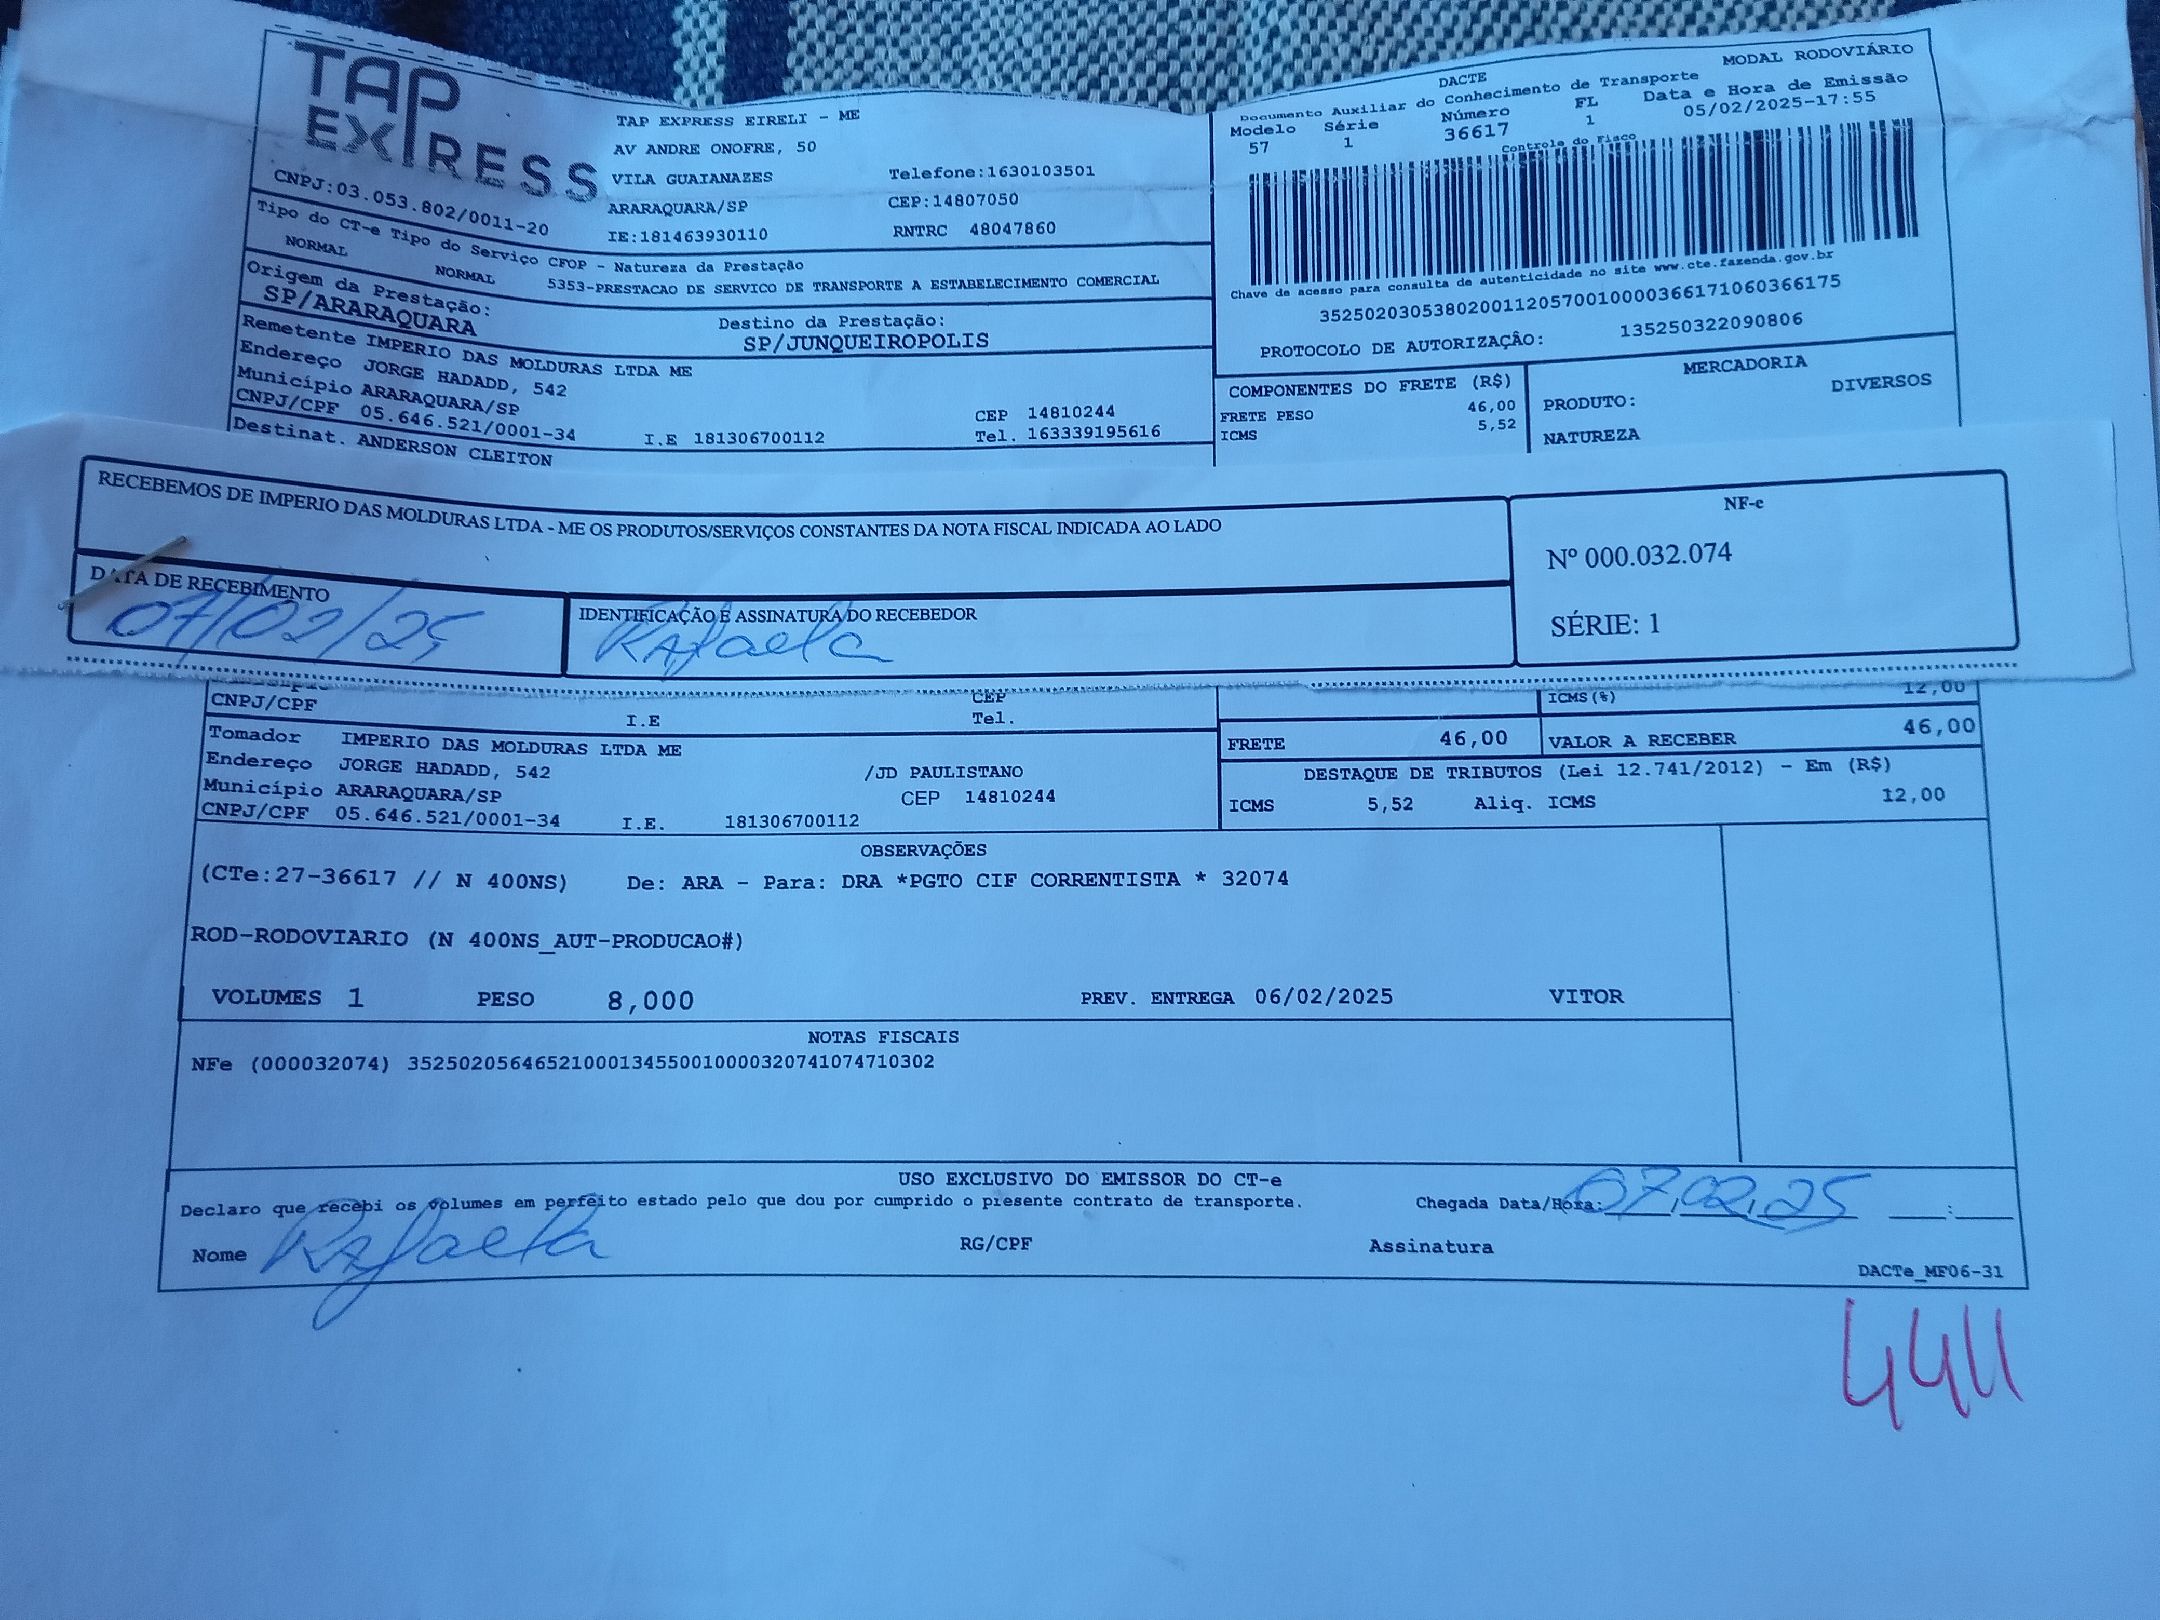 TAP
EXPRESS
CNPJ:03.053.802/0011-20
TAP EXPRESS EIRELI - ME
AV ANDRE ONOFRE, 50
VILA GUAIANAZES
Telefone:1630103501
ARARAQUARA/SP
CEP:14807050
IE:181463930110
RNTRC 48047860
MODAL RODOVIÁRIO
DACTE
Documento Auxiliar do Conhecimento de Transporte
Modelo Série Número FL Data e Hora de Emissão
57 1 36617 1 05/02/2025-17:55
Controle do Fisco
Chave de acesso para consulta de autenticidade no site www.cte.fazenda.gov.br
35250203053802001120570010000366171060366175
PROTOCOLO DE AUTORIZAÇÂO: 135250322090806
Tipo do CT-e Tipo do Serviço CFOP - Natureza da Prestação
NORMAL NORMAL 5353-PRESTACAO DE SERVICO DE TRANSPORTE A ESTABELECIMENTO COMERCIAL
Origem da Prestação:
SP/ARARAQUARA
Destino da Prestação:
SP/JUNQUEIROPOLIS
Remetente IMPERIO DAS MOLDURAS LTDA ME
Endereço JORGE HADADD, 542
Município ARARAQUARA/SP
CEP 14810244
CNPJ/CPF 05.646.521/0001-34 I.E 181306700112 Tel. 163339195616
Destinat. ANDERSON CLEITON
COMPONENTES DO FRETE (R$)
FRETE PESO 46,00
ICMS 5,52
MERCADORIA
PRODUTO: DIVERSOS
NATUREZA
RECEBEMOS DE IMPERIO DAS MOLDURAS LTDA - ME OS PRODUTOS/SERVIÇOS CONSTANTES DA NOTA FISCAL INDICADA AO LADO
DATA DE RECEBIMENTO
07/02/25
IDENTIFICAÇÃO E ASSINATURA DO RECEBEDOR
Rafaela
NF-e
Nº 000.032.074
SÉRIE: 1
CEP
CNPJ/CPF I.E Tel.
ICMS(%) 12,00
Tomador IMPERIO DAS MOLDURAS LTDA ME
Endereço JORGE HADADD, 542 /JD PAULISTANO
Município ARARAQUARA/SP CEP 14810244
CNPJ/CPF 05.646.521/0001-34 I.E. 181306700112
FRETE 46,00 VALOR A RECEBER 46,00
DESTAQUE DE TRIBUTOS (Lei 12.741/2012) - Em (R$)
ICMS 5,52 Aliq. ICMS 12,00
OBSERVAÇÕES
(CTe:27-36617 // N 400NS) De: ARA - Para: DRA *PGTO CIF CORRENTISTA * 32074
ROD-RODOVIARIO (N 400NS_AUT-PRODUCAO#)
VOLUMES 1 PESO 8,000 PREV. ENTREGA 06/02/2025 VITOR
NOTAS FISCAIS
NFe (000032074) 35250205646521000134550010000320741074710302
USO EXCLUSIVO DO EMISSOR DO CT-e
Declaro que recebi os volumes em perfeito estado pelo que dou por cumprido o presente contrato de transporte.
Chegada Data/Hora: 07,02,25 :
Nome Rafaela RG/CPF Assinatura
DACTe_MF06-31
4411